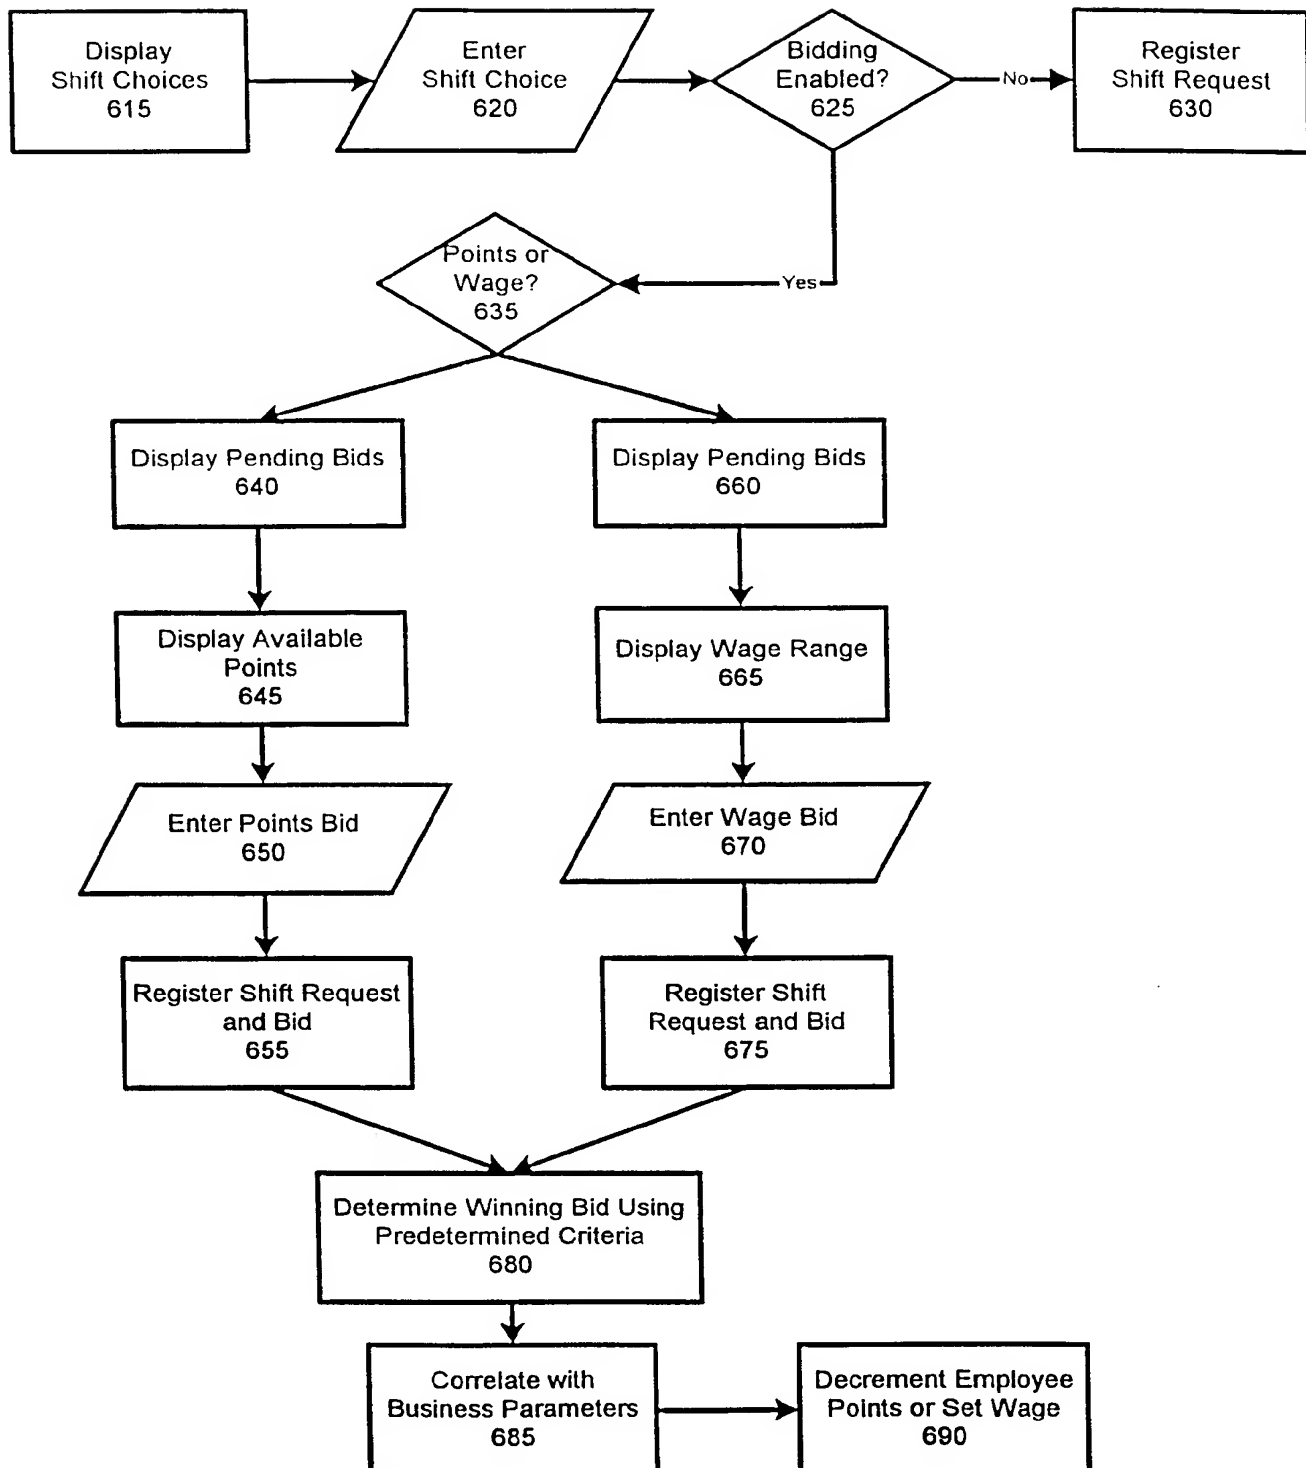 Display
Shift Choices
615
Enter
Shift Choice
620
Bidding
Enabled?
625
No
Register
Shift Request
630
Points or
Wage?
635
Yes
Display Pending Bids
640
Display Pending Bids
660
Display Available
Points
645
Display Wage Range
665
Enter Points Bid
650
Enter Wage Bid
670
Register Shift Request
and Bid
655
Register Shift
Request and Bid
675
Determine Winning Bid Using
Predetermined Criteria
680
Correlate with
Business Parameters
685
Decrement Employee
Points or Set Wage
690